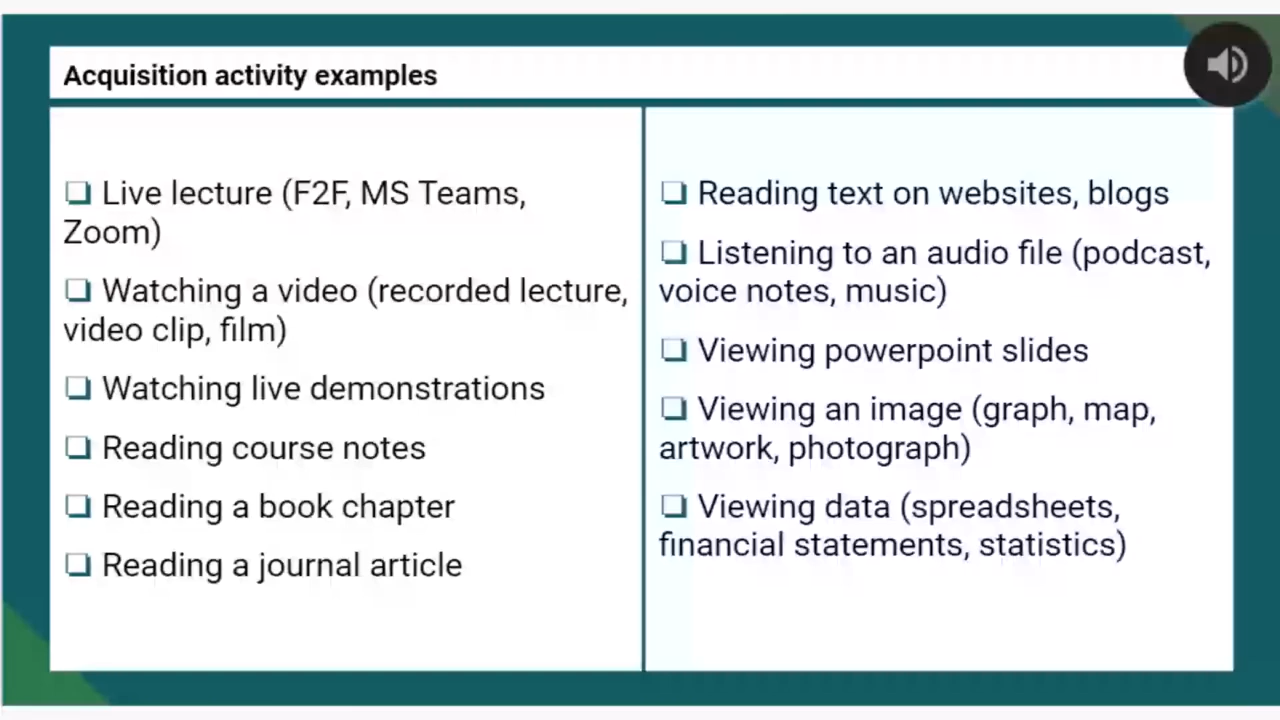 Acquisition activity examples
❏ Live lecture (F2F, MS Teams,
Zoom)
❏ Watching a video (recorded lecture,
video clip, film)
❏ Watching live demonstrations
❏ Reading course notes
❏ Reading a book chapter
❏ Reading a journal article
❏ Reading text on websites, blogs
❏ Listening to an audio file (podcast,
voice notes, music)
❏ Viewing powerpoint slides
❏ Viewing an image (graph, map,
artwork, photograph)
❏ Viewing data (spreadsheets,
financial statements, statistics)